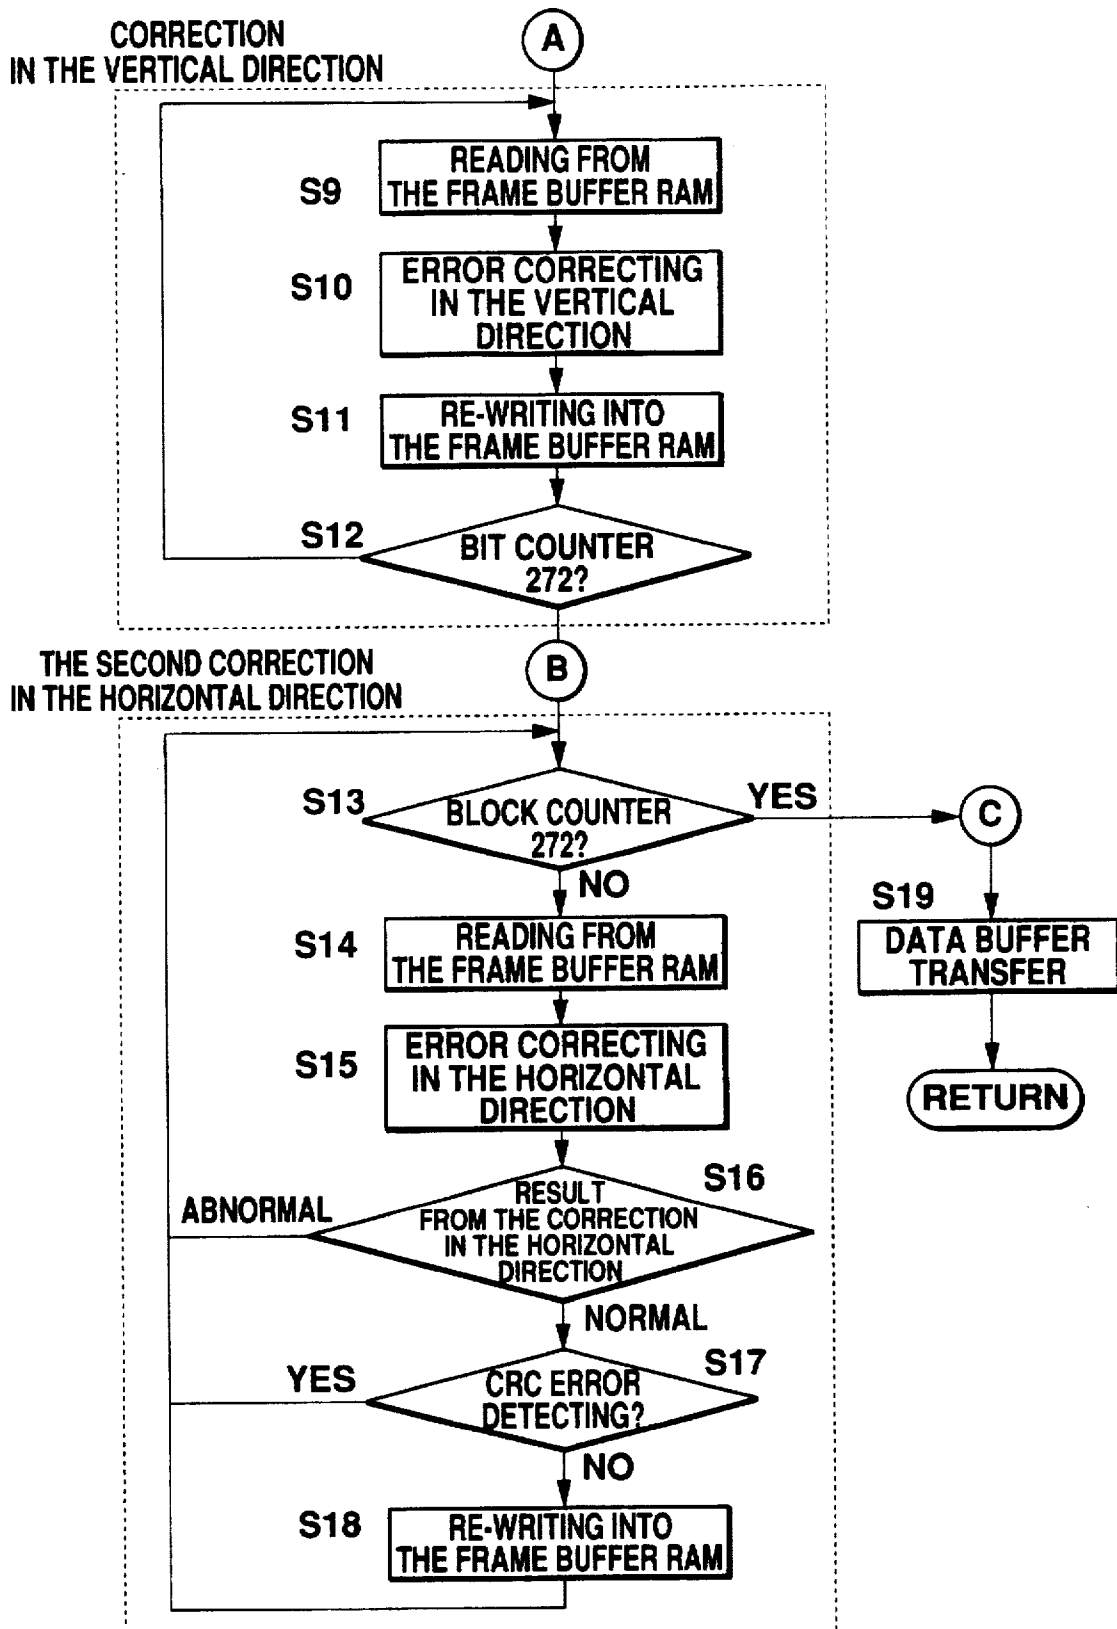 CORRECTION
IN THE VERTICAL DIRECTION
A
S9
READING FROM
THE FRAME BUFFER RAM
S10
ERROR CORRECTING
IN THE VERTICAL
DIRECTION
S11
RE-WRITING INTO
THE FRAME BUFFER RAM
S12
BIT COUNTER
272?
THE SECOND CORRECTION
IN THE HORIZONTAL DIRECTION
B
S13
BLOCK COUNTER
272?
YES
C
NO
S19
DATA BUFFER
TRANSFER
RETURN
S14
READING FROM
THE FRAME BUFFER RAM
S15
ERROR CORRECTING
IN THE HORIZONTAL
DIRECTION
S16
RESULT
FROM THE CORRECTION
IN THE HORIZONTAL
DIRECTION
ABNORMAL
NORMAL
S17
CRC ERROR
DETECTING?
YES
NO
S18
RE-WRITING INTO
THE FRAME BUFFER RAM